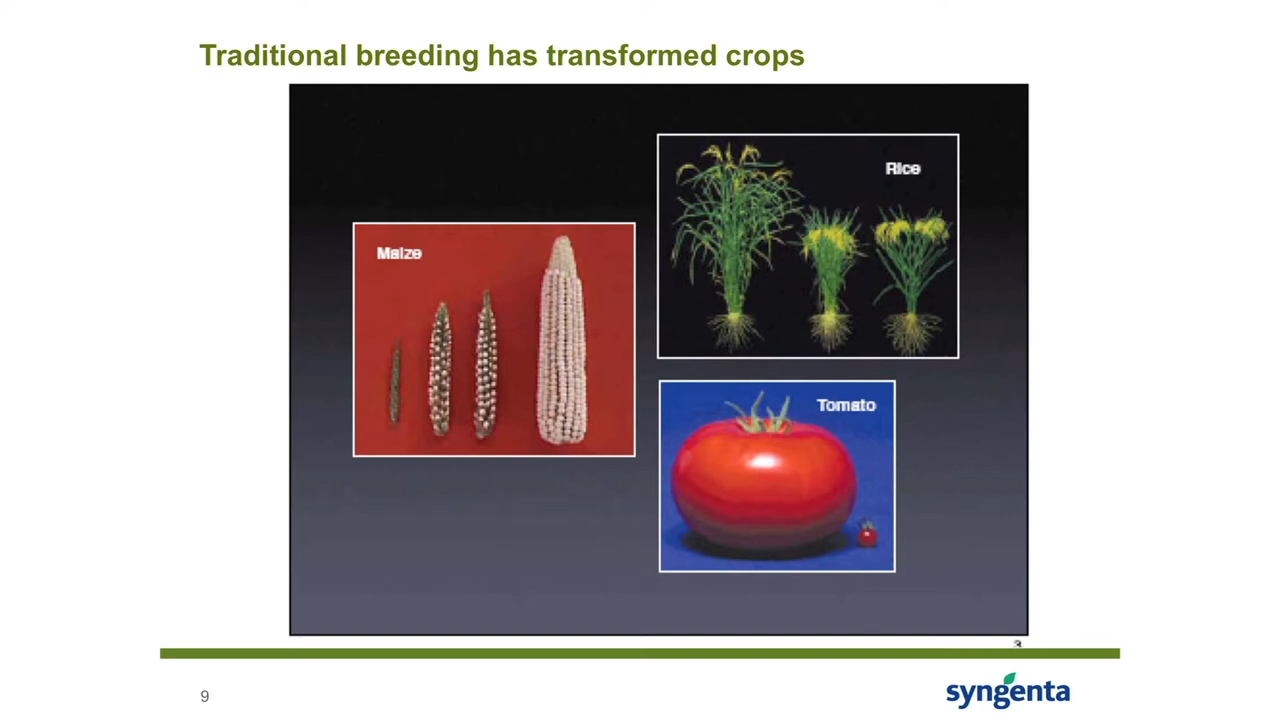 Traditional breeding has transformed crops
Rice
Maize
Tomato
9
syngenta